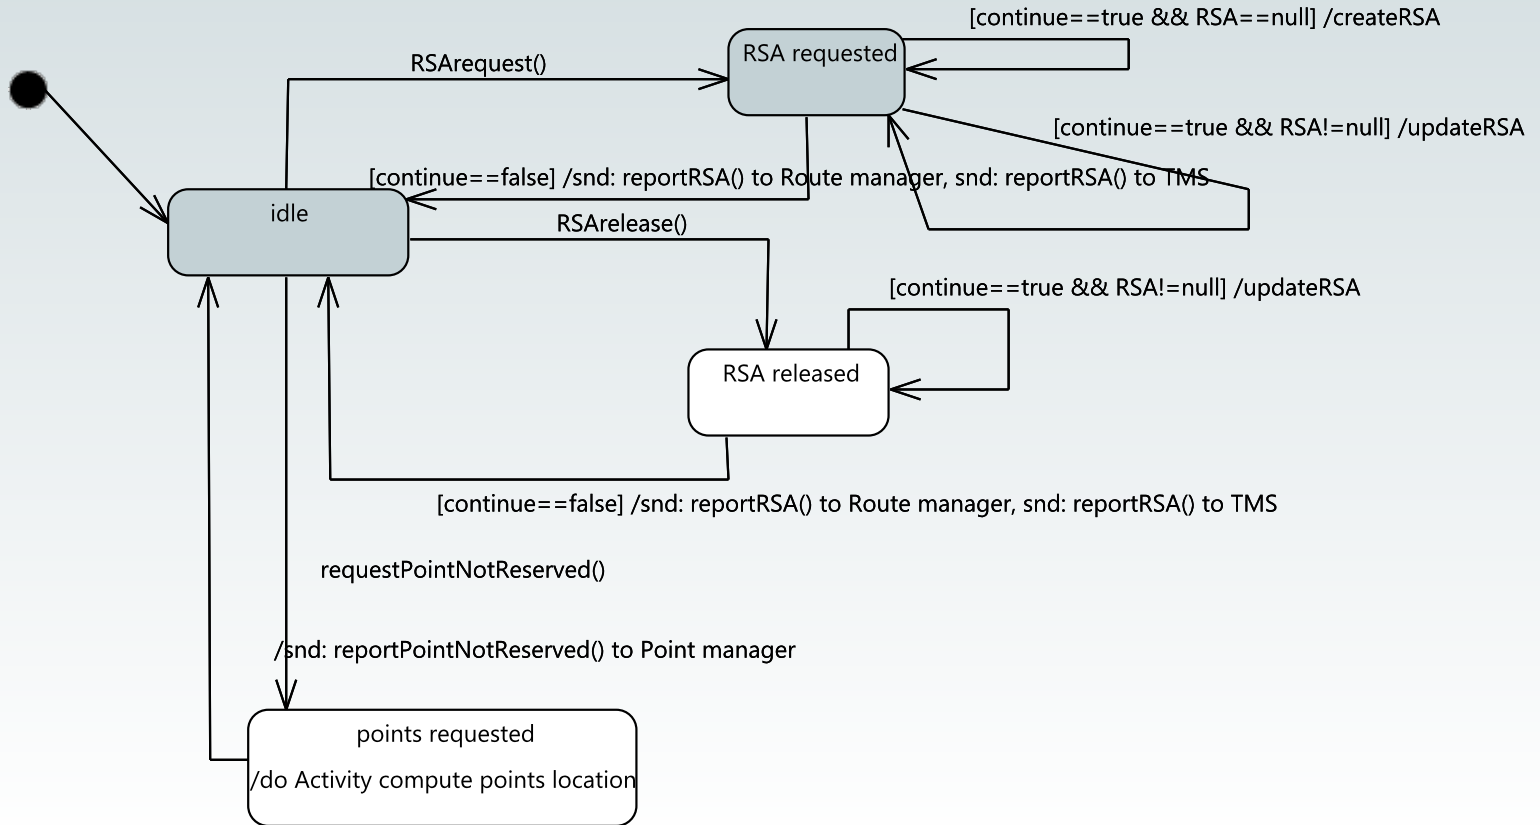 [continue==true && RSA==null] /createRSA
RSA requested
RSArequest()
[continue==true && RSA!=null] /updateRSA
[continue==false] /snd: reportRSA() to Route manager, snd: reportRSA() to TMS
idle
RSArelease()
[continue==true && RSA!=null] /updateRSA
RSA released
[continue==false] /snd: reportRSA() to Route manager, snd: reportRSA() to TMS
requestPointNotReserved()
/snd: reportPointNotReserved() to Point manager
points requested
/do Activity compute points location